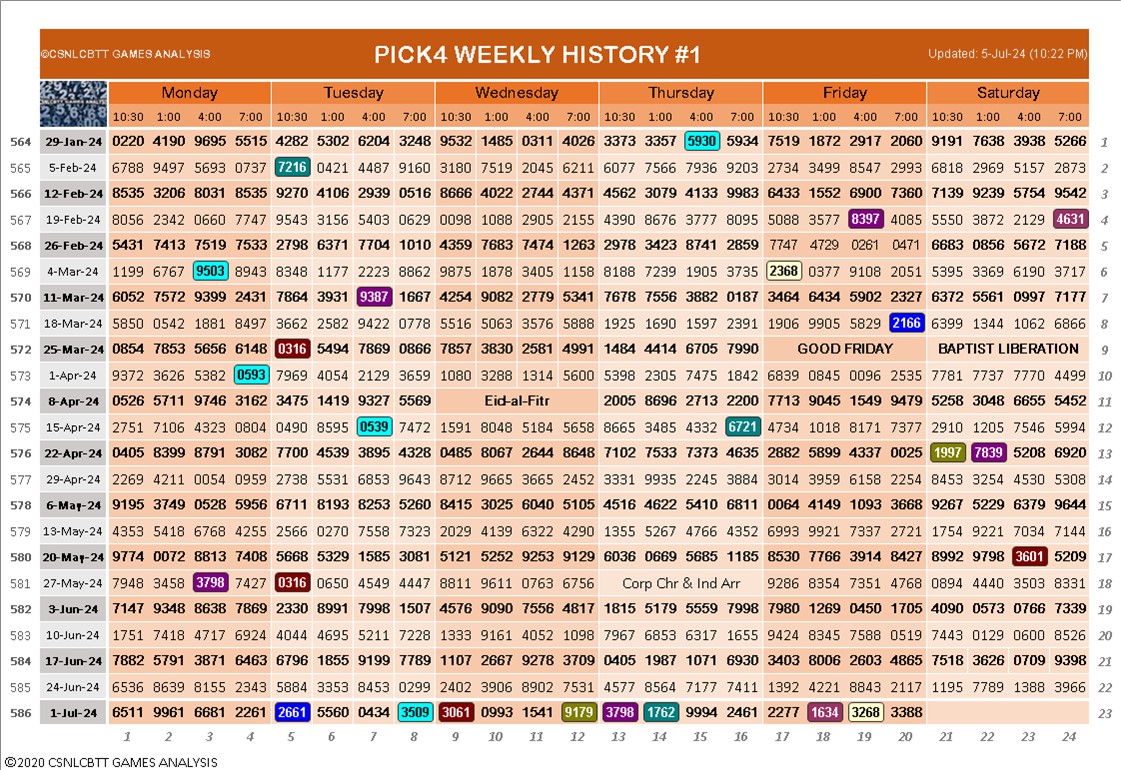 ©CSNLCBTT GAMES ANALYSIS PICK4 WEEKLY HISTORY #1 Updated: 5-Jul-24 (10:22 PM)
Monday Tuesday Wednesday Thursday Friday Saturday
10:30 1:00 4:00 7:00 10:30 1:00 4:00 7:00 10:30 1:00 4:00 7:00 10:30 1:00 4:00 7:00 10:30 1:00 4:00 7:00 10:30 1:00 4:00 7:00
564 29-Jan-24 0220 4190 9695 5515 4282 5302 6204 3248 9532 1485 0311 4026 3373 3357 5930 5934 7519 1872 2917 2060 9191 7638 3938 5266 1
565 5-Feb-24 6788 9497 5693 0737 7216 0421 4487 9160 3180 7519 2045 6211 6077 7566 7936 9203 2734 3499 8547 2993 6818 2969 5157 2873 2
566 12-Feb-24 8535 3206 8031 8535 9270 4106 2939 0516 8666 4022 2744 4371 4562 3079 4133 9983 6433 1552 6900 7360 7139 9239 5754 9542 3
567 19-Feb-24 8056 2342 0660 7747 9543 3156 5403 0629 0098 1088 2905 2155 4390 8676 3777 8095 5088 3577 8397 4085 5550 3872 2129 4631 4
568 26-Feb-24 5431 7413 7519 7533 2798 6371 7704 1010 4359 7683 7474 1263 2978 3423 8741 2859 7747 4729 0261 0471 6683 0856 5672 7188 5
569 4-Mar-24 1199 6767 9503 8943 8348 1177 2223 8862 9875 1878 3405 1158 8188 7239 1905 3735 2368 0377 9108 2051 5395 3369 6190 3717 6
570 11-Mar-24 6052 7572 9399 2431 7864 3931 9387 1667 4254 9082 2779 5341 7678 7556 3882 0187 3464 6434 5902 2327 6372 5561 0997 7177 7
571 18-Mar-24 5850 0542 1881 8497 3662 2582 9422 0778 5516 5063 3576 5888 1925 1690 1597 2391 1906 9905 5829 2166 6399 1344 1062 6866 8
572 25-Mar-24 0854 7853 5656 6148 0316 5494 7869 0866 7857 3830 2581 4991 1484 4414 6705 7990 GOOD FRIDAY BAPTIST LIBERATION 9
573 1-Apr-24 9372 3626 5382 0593 7969 4054 2129 3659 1080 3288 1314 5600 5398 2305 7475 1842 6839 0845 0096 2535 7781 7737 7770 4499 10
574 8-Apr-24 0526 5711 9746 3162 3475 1419 9327 5569 Eid-al-Fitr 2005 8696 2713 2200 7713 9045 1549 9479 5258 3048 6655 5452 11
575 15-Apr-24 2751 7106 4323 0804 0490 8595 0539 7472 1591 8048 5184 5658 8665 3485 4332 6721 4734 1018 8171 7377 2910 1205 7546 5994 12
576 22-Apr-24 0405 8399 8791 3082 7700 4539 3895 4328 0485 8067 2644 8648 7102 7533 7373 4635 2882 5899 4337 0025 1997 7839 5208 6920 13
577 29-Apr-24 2269 4211 0054 0959 2738 5531 6853 9643 8712 9665 3665 2452 3331 9935 2245 3884 3014 3959 6158 2254 8453 3254 4530 5308 14
578 6-May-24 9195 3749 0528 5956 6711 8193 8253 5260 8415 3025 6040 5105 4516 4622 5410 6811 0064 4149 1093 3668 9267 5229 6379 9644 15
579 13-May-24 4353 5418 6768 4255 2566 0270 7558 7323 2029 4139 6322 4290 1355 5267 4766 4352 6993 9921 7337 2721 1754 9221 7034 7144 16
580 20-May-24 9774 0072 8813 7408 5668 5329 1585 3081 5121 5252 9253 9129 6036 0669 5685 1185 8530 7766 3914 8427 8992 9798 3601 5209 17
581 27-May-24 7948 3458 3798 7427 0316 0650 4549 4447 8811 9611 0763 6756 Corp Chr & Ind Arr 9286 8354 7351 4768 0894 4440 3503 8331 18
582 3-Jun-24 7147 9348 8638 7869 2330 8991 7998 1507 4576 9090 7556 4817 1815 5179 5559 7998 7980 1269 0450 1705 4090 0573 0766 7339 19
583 10-Jun-24 1751 7418 4717 6924 4044 4695 5211 7228 1333 9161 4052 1098 7967 6853 6317 1655 9424 8345 7588 0519 7443 0129 0600 8526 20
584 17-Jun-24 7882 5791 3871 6463 6796 1855 9199 7789 1107 2667 9278 3709 0405 1987 1071 6930 3403 8006 2603 4865 7518 3626 0709 9398 21
585 24-Jun-24 6536 8639 8155 2343 5884 3353 8453 0299 2402 3906 8902 7531 4577 8564 7177 7411 1392 4221 8843 2117 1195 7789 1388 3966 22
586 1-Jul-24 6511 9961 6681 2261 2661 5560 0434 3509 3061 0993 1541 9179 3798 1762 9994 2461 2277 1634 3268 3388 23
1 2 3 4 5 6 7 8 9 10 11 12 13 14 15 16 17 18 19 20 21 22 23 24
©2020 CSNLCBTT GAMES ANALYSIS